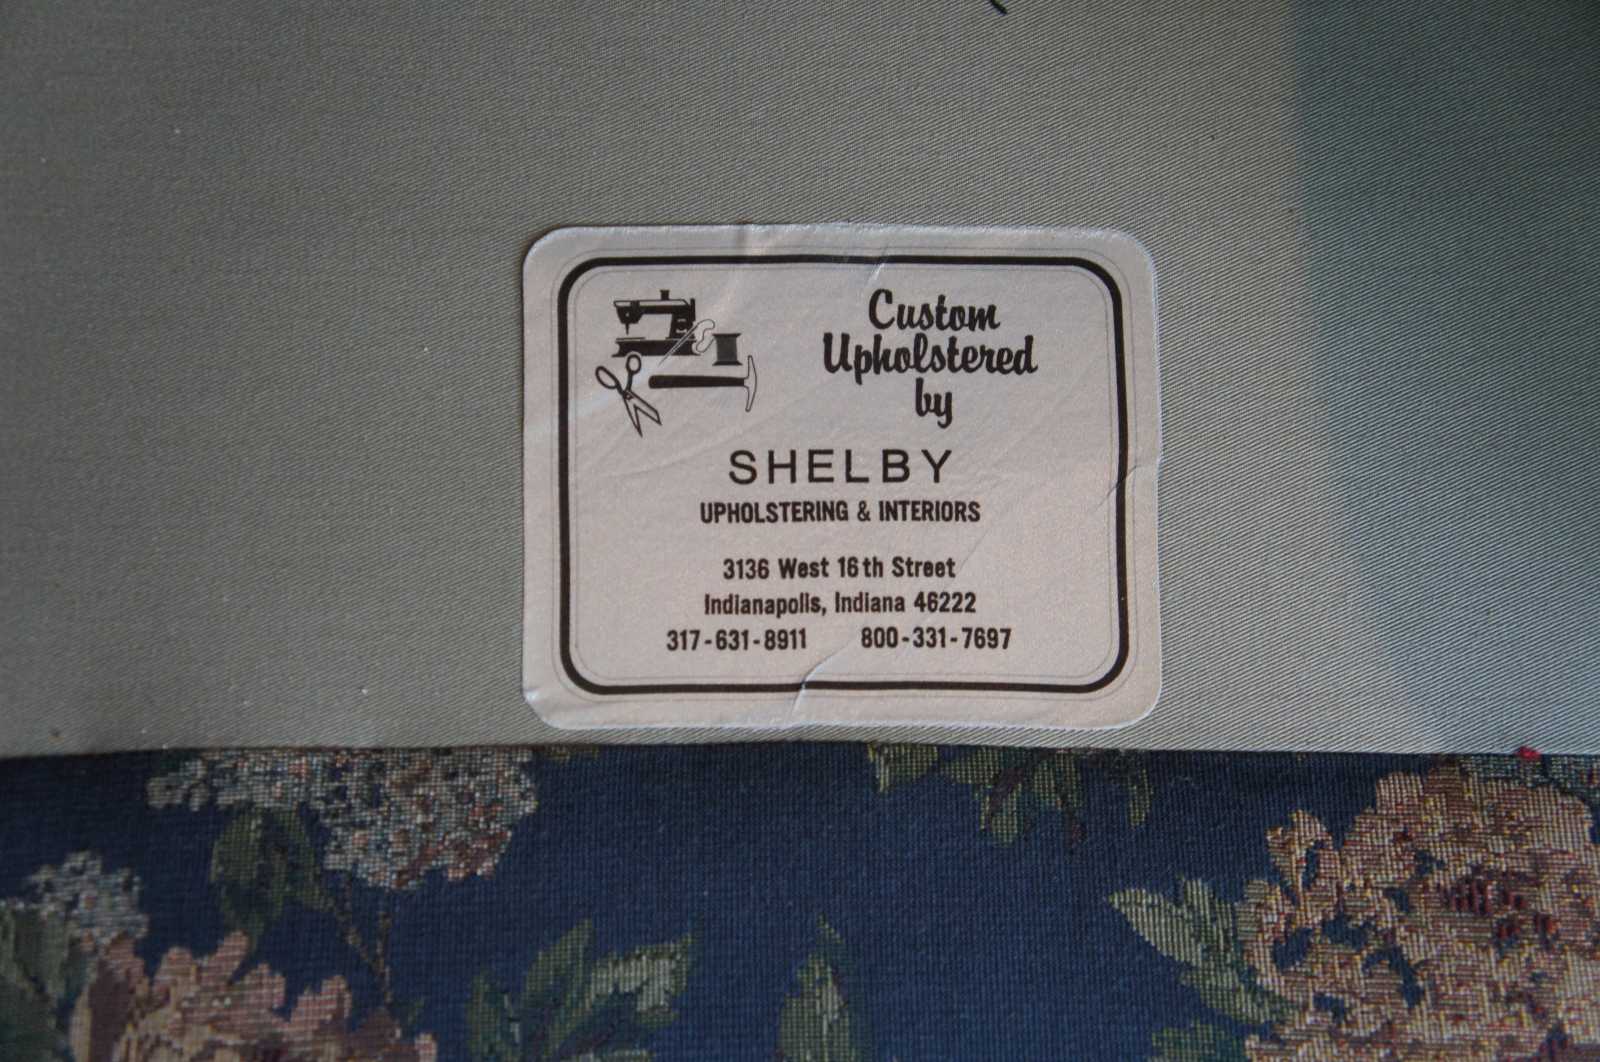 Custom
Upholstered
by
SHELBY
UPHOLSTERING & INTERIORS
3136 West 16th Street
Indianapolis, Indiana 46222
317-631-8911 800-331-7697